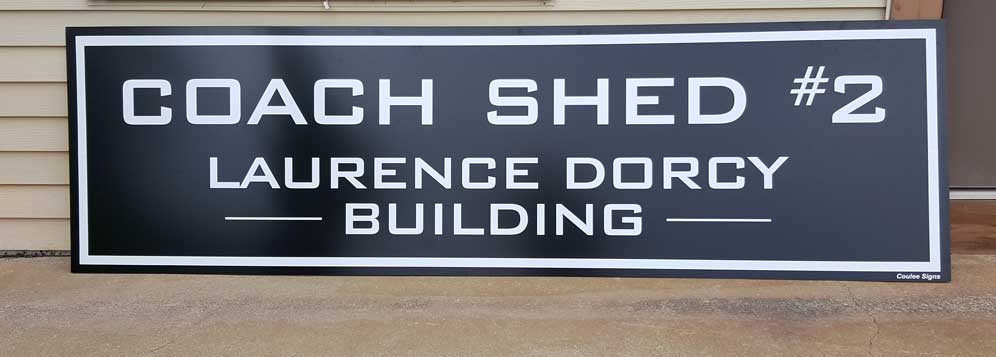 COACH SHED #2
LAURENCE DORCY
BUILDING
Coulee Signs